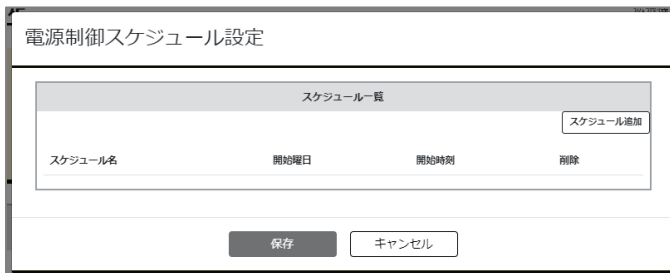 電源制御スケジュール設定
スケジュール一覧
スケジュール追加
スケジュール名 開始曜日 開始時刻 削除
保存 キャンセル